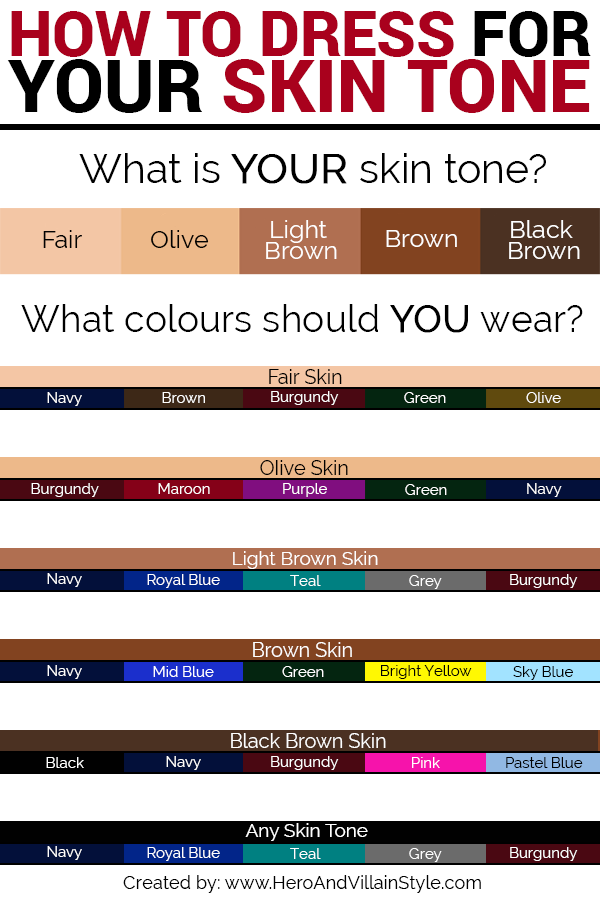 HOW TO DRESS FOR
YOUR SKIN TONE
What is YOUR skin tone?
Fair Olive Light Brown Brown Black Brown
What colours should YOU wear?
Fair Skin
Navy Brown Burgundy Green Olive
Olive Skin
Burgundy Maroon Purple Green Navy
Light Brown Skin
Navy Royal Blue Teal Grey Burgundy
Brown Skin
Navy Mid Blue Green Bright Yellow Sky Blue
Black Brown Skin
Black Navy Burgundy Pink Pastel Blue
Any Skin Tone
Navy Royal Blue Teal Grey Burgundy
Created by: www.HeroAndVillainStyle.com